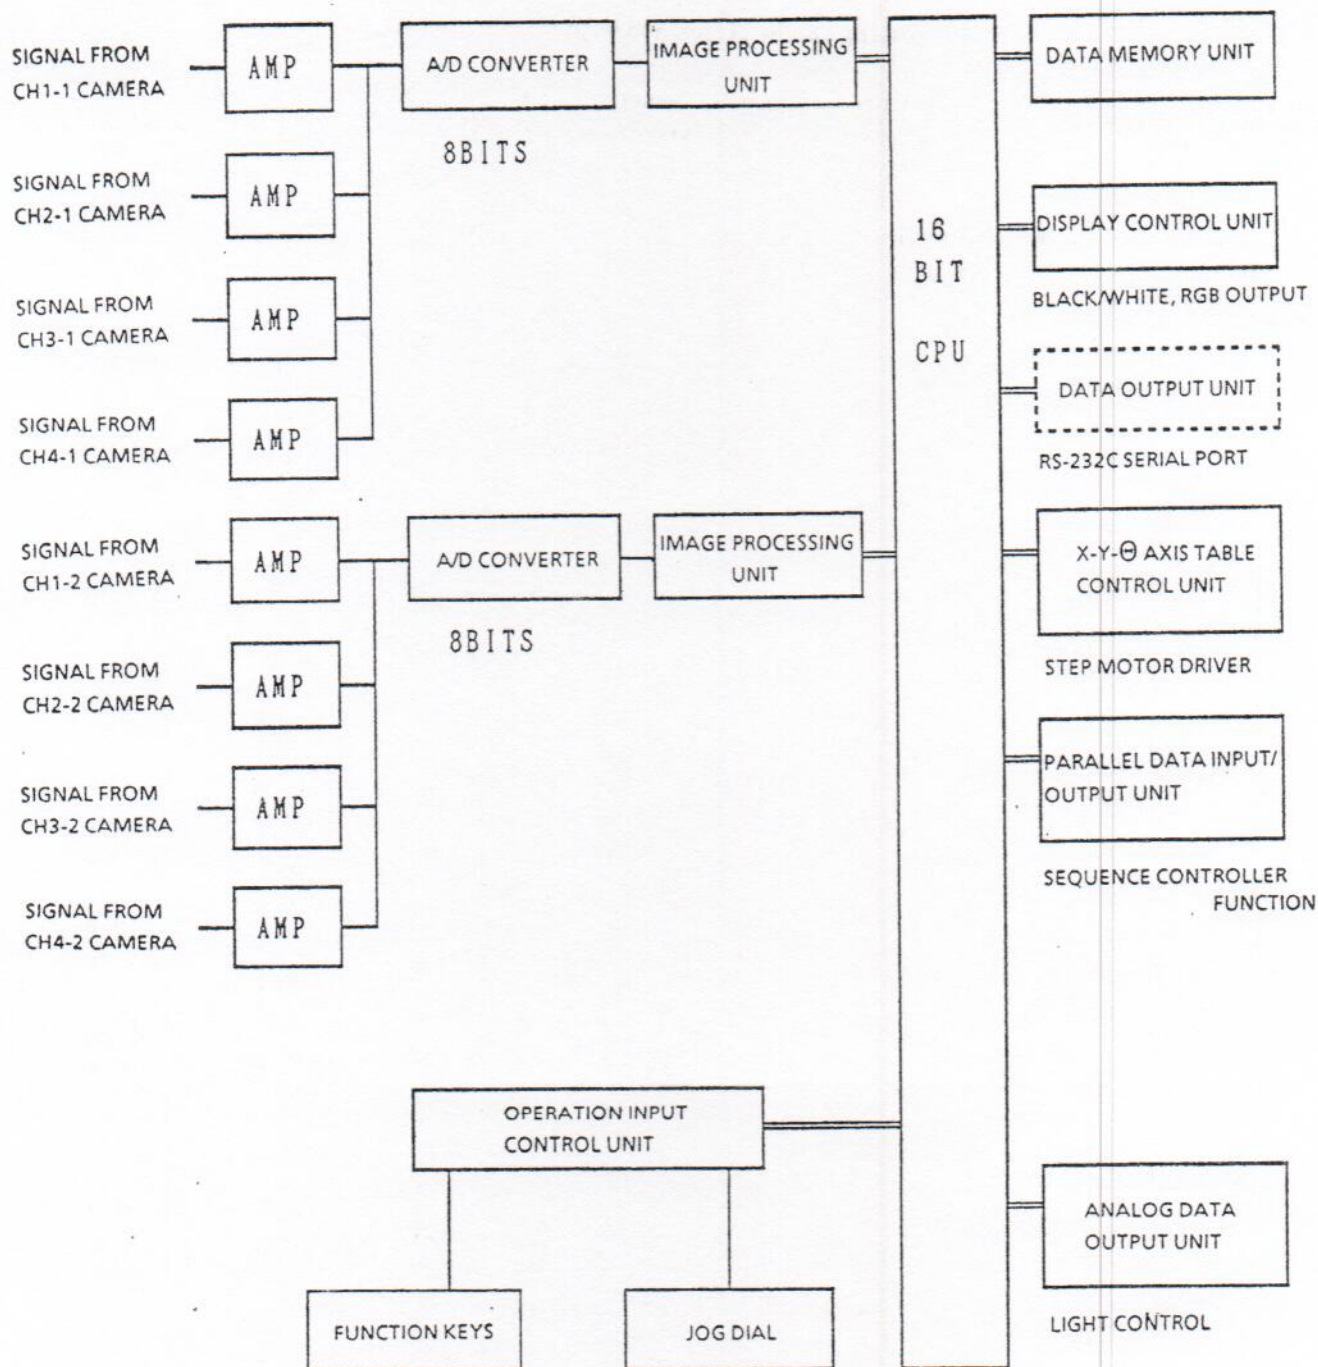 SIGNAL FROM
CH1-1 CAMERA
AMP
A/D CONVERTER
8BITS
IMAGE PROCESSING
UNIT
SIGNAL FROM
CH2-1 CAMERA
AMP
SIGNAL FROM
CH3-1 CAMERA
AMP
SIGNAL FROM
CH4-1 CAMERA
AMP
SIGNAL FROM
CH1-2 CAMERA
AMP
A/D CONVERTER
8BITS
IMAGE PROCESSING
UNIT
SIGNAL FROM
CH2-2 CAMERA
AMP
SIGNAL FROM
CH3-2 CAMERA
AMP
SIGNAL FROM
CH4-2 CAMERA
AMP
OPERATION INPUT
CONTROL UNIT
FUNCTION KEYS
JOG DIAL
16
BIT
CPU
DATA MEMORY UNIT
DISPLAY CONTROL UNIT
BLACK/WHITE, RGB OUTPUT
DATA OUTPUT UNIT
RS-232C SERIAL PORT
X-Y-Θ AXIS TABLE
CONTROL UNIT
STEP MOTOR DRIVER
PARALLEL DATA INPUT/
OUTPUT UNIT
SEQUENCE CONTROLLER
FUNCTION
ANALOG DATA
OUTPUT UNIT
LIGHT CONTROL